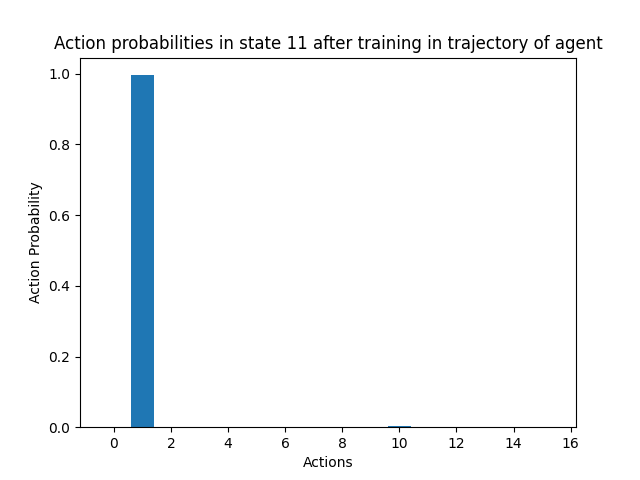 Action probabilities in state 11 after training in trajectory of agent
1.0
0.8
0.6
0.4
0.2
0.0
Action Probability
0 2 4 6 8 10 12 14 16
Actions